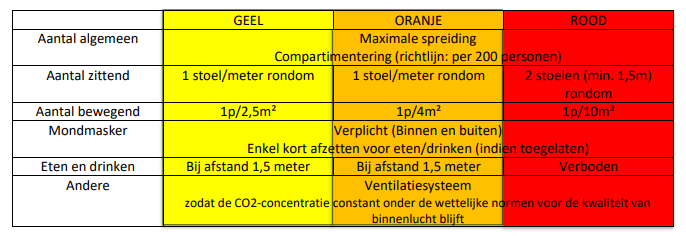 GEEL ORANJE ROOD
Aantal algemeen Maximale spreiding
Compartimentering (richtlijn: per 200 personen)
Aantal zittend 1 stoel/meter rondom 1 stoel/meter rondom 2 stoelen (min. 1,5m)
rondom
Aantal bewegend 1p/2,5m² 1p/4m² 1p/10m²
Mondmasker Verplicht (Binnen en buiten)
Enkel kort afzetten voor eten/drinken (indien toegelaten)
Eten en drinken Bij afstand 1,5 meter Bij afstand 1,5 meter Verboden
Andere Ventilatiesysteem
zodat de CO2-concentratie constant onder de wettelijke normen voor de kwaliteit van
binnenlucht blijft